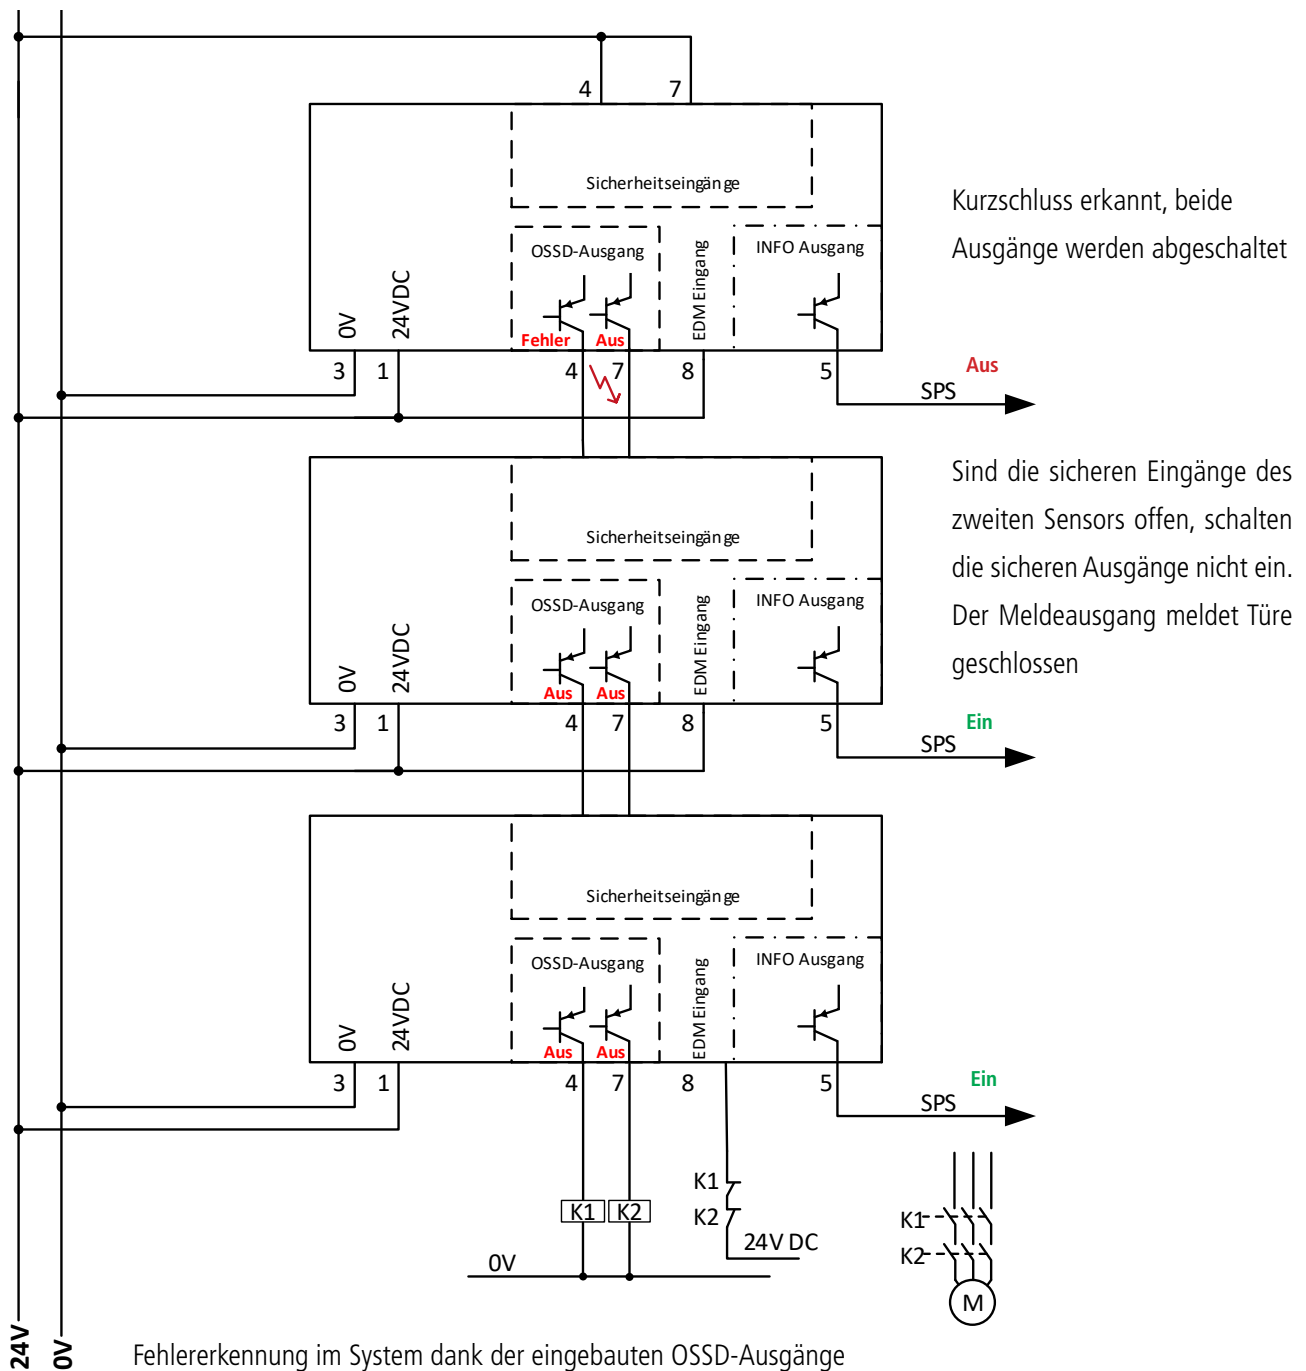 4 7
Sicherheitseingänge
OSSD-Ausgang
EDM Eingang
INFO Ausgang
0V
24VDC
Fehler Aus
3 1 4 7 8 5
SPS
Aus
Kurzschluss erkannt, beide
Ausgänge werden abgeschaltet
Sicherheitseingänge
OSSD-Ausgang
EDM Eingang
INFO Ausgang
0V
24VDC
Aus Aus
3 1 4 7 8 5
SPS
Ein
Sind die sicheren Eingänge des
zweiten Sensors offen, schalten
die sicheren Ausgänge nicht ein.
Der Meldeausgang meldet Türe
geschlossen
Sicherheitseingänge
OSSD-Ausgang
EDM Eingang
INFO Ausgang
0V
24VDC
Aus Aus
3 1 4 7 8 5
SPS
Ein
K1 K2
K1
K2
24V DC
0V
K1
K2
M
24V
0V
Fehlererkennung im System dank der eingebauten OSSD-Ausgänge